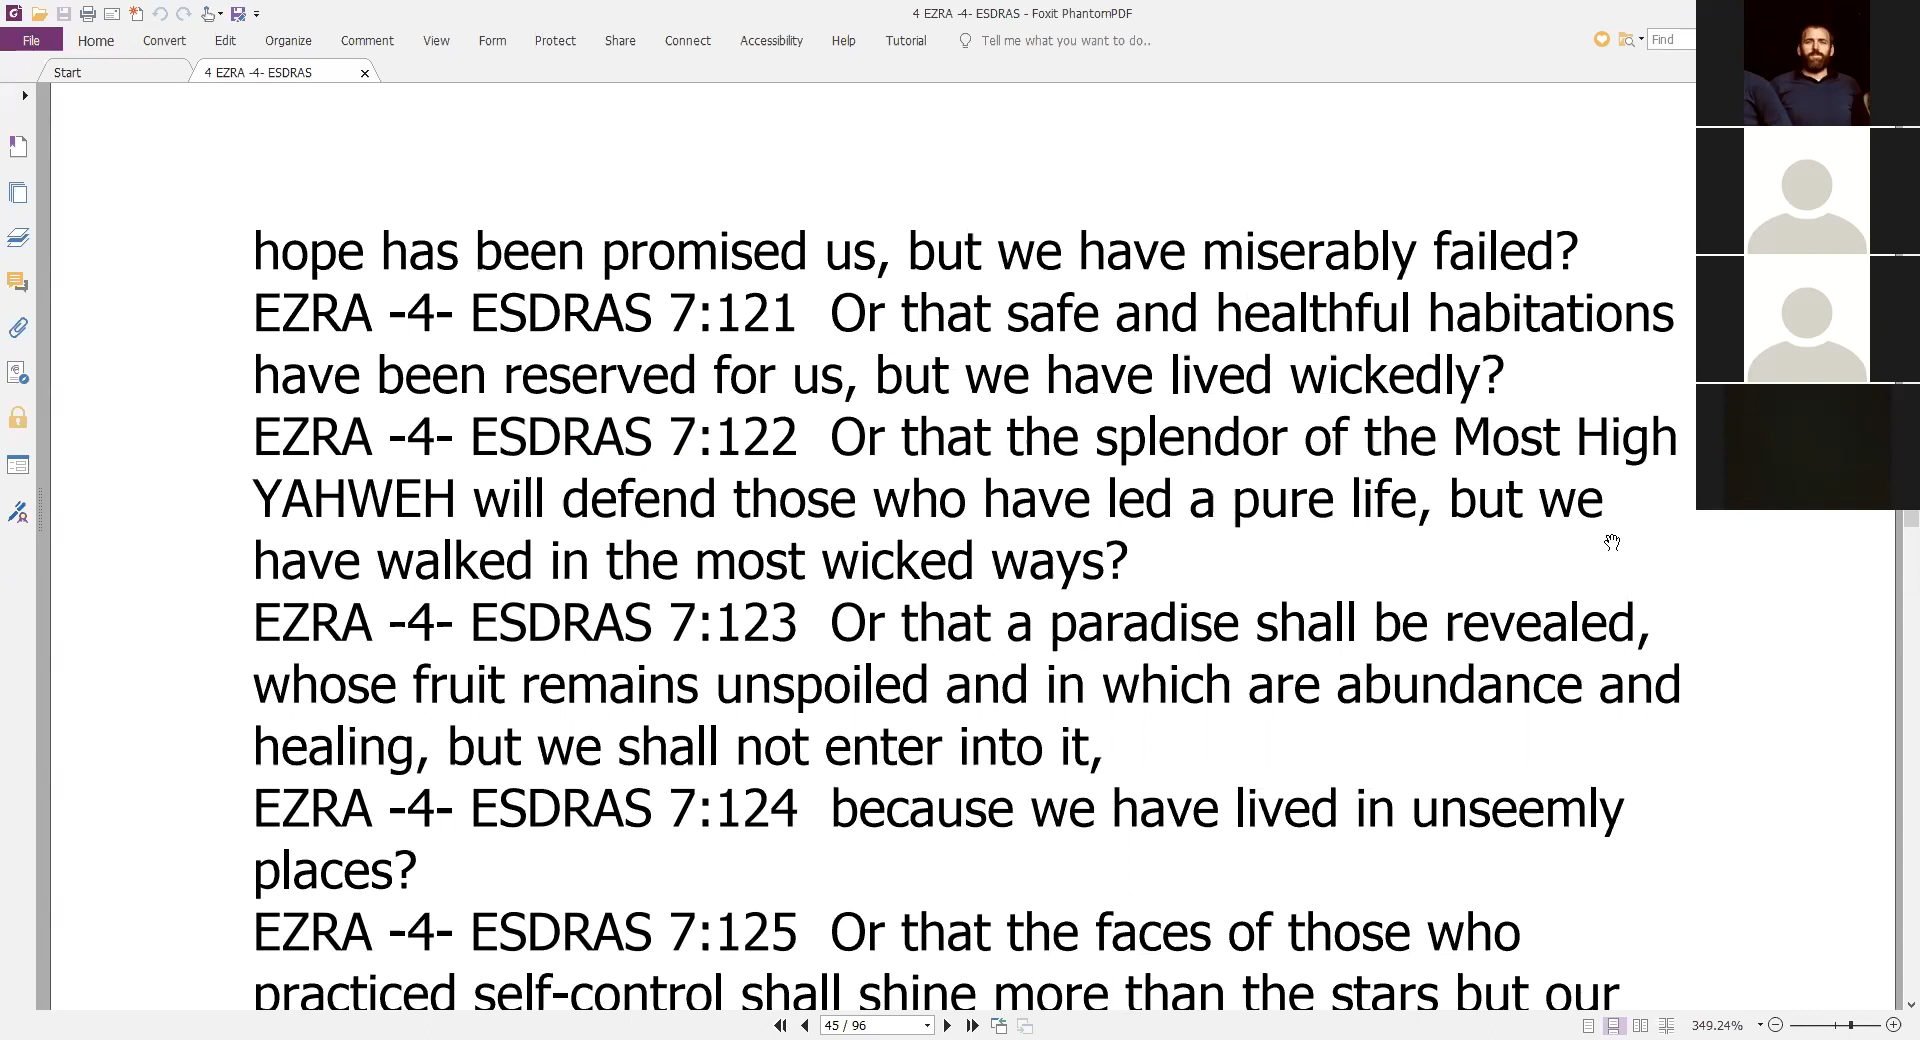 4 EZRA -4- ESDRAS - Foxit PhantomPDF
File Home Convert Edit Organize Comment View Form Protect Share Connect Accessibility Help Tutorial Tell me what you want to do.. Find
Start 4 EZRA -4- ESDRAS
hope has been promised us, but we have miserably failed?
EZRA -4- ESDRAS 7:121 Or that safe and healthful habitations
have been reserved for us, but we have lived wickedly?
EZRA -4- ESDRAS 7:122 Or that the splendor of the Most High
YAHWEH will defend those who have led a pure life, but we
have walked in the most wicked ways?
EZRA -4- ESDRAS 7:123 Or that a paradise shall be revealed,
whose fruit remains unspoiled and in which are abundance and
healing, but we shall not enter into it,
EZRA -4- ESDRAS 7:124 because we have lived in unseemly
places?
EZRA -4- ESDRAS 7:125 Or that the faces of those who
practiced self-control shall shine more than the stars but our
45 / 96 349.24%